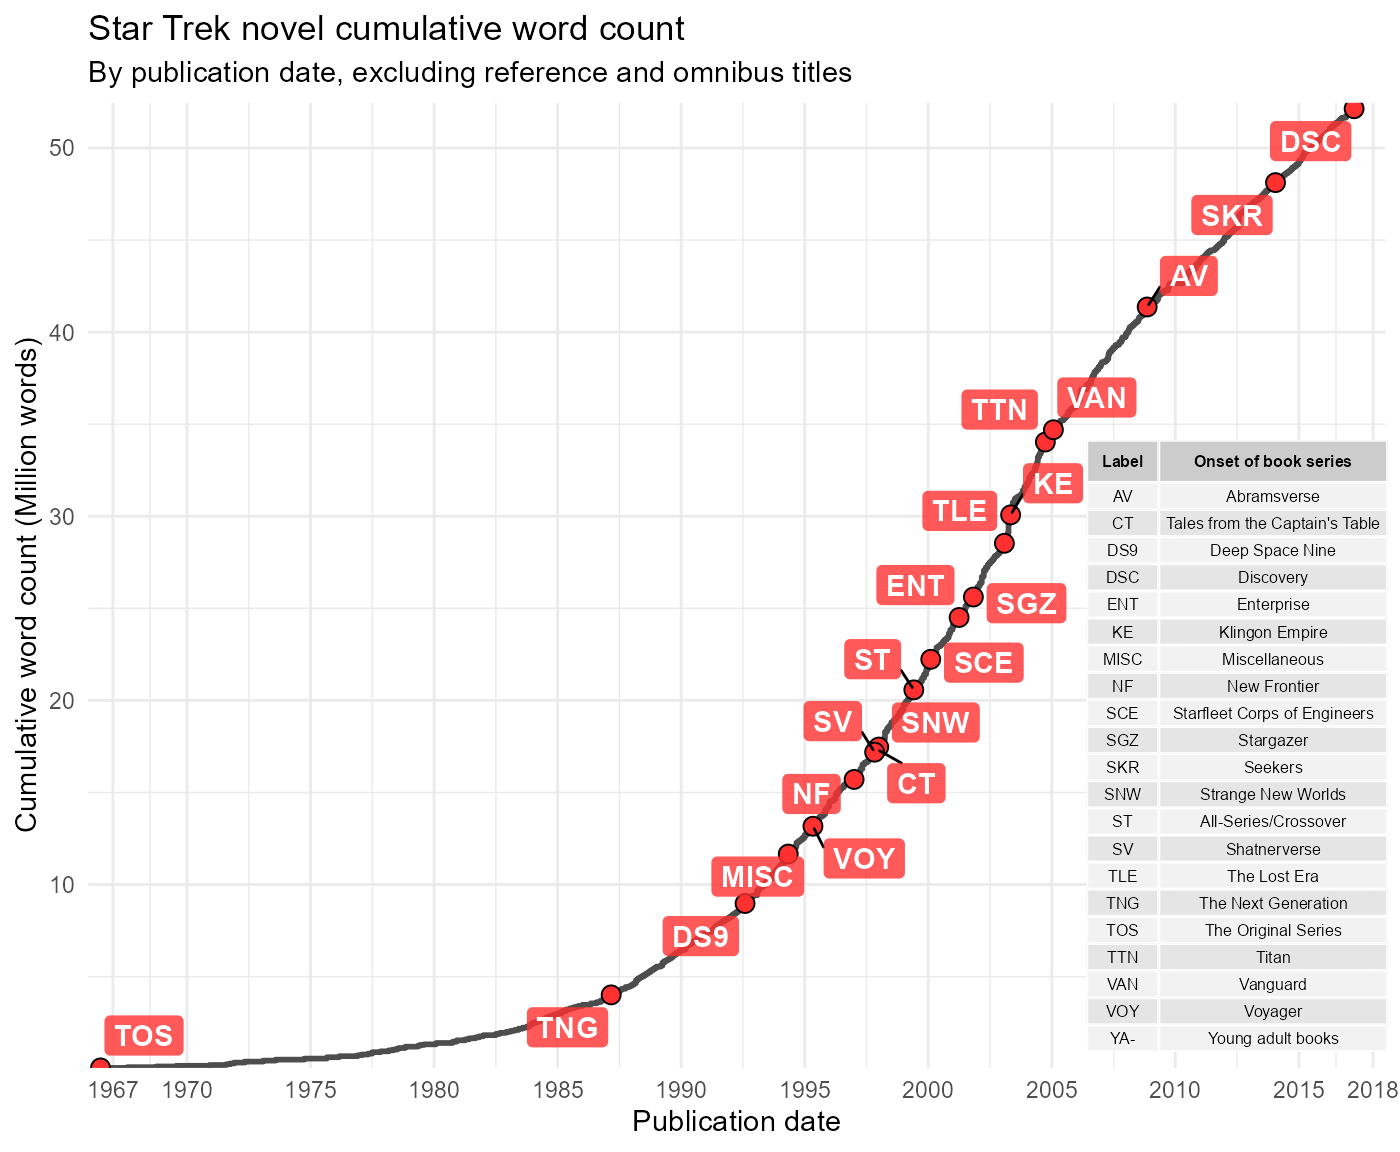 Star Trek novel cumulative word count
By publication date, excluding reference and omnibus titles
Cumulative word count (Million words)
50
40
30
20
10
DSC
SKR
AV
VAN
TTN
KE
TLE
ENT
SGZ
ST
SCE
SV
SNW
CT
NF
VOY
MISC
DS9
TNG
TOS
Label Onset of book series
AV Abramsverse
CT Tales from the Captain's Table
DS9 Deep Space Nine
DSC Discovery
ENT Enterprise
KE Klingon Empire
MISC Miscellaneous
NF New Frontier
SCE Starfleet Corps of Engineers
SGZ Stargazer
SKR Seekers
SNW Strange New Worlds
ST All-Series/Crossover
SV Shatnerverse
TLE The Lost Era
TNG The Next Generation
TOS The Original Series
TTN Titan
VAN Vanguard
VOY Voyager
YA- Young adult books
1967 1970 1975 1980 1985 1990 1995 2000 2005 2010 2015 2018
Publication date